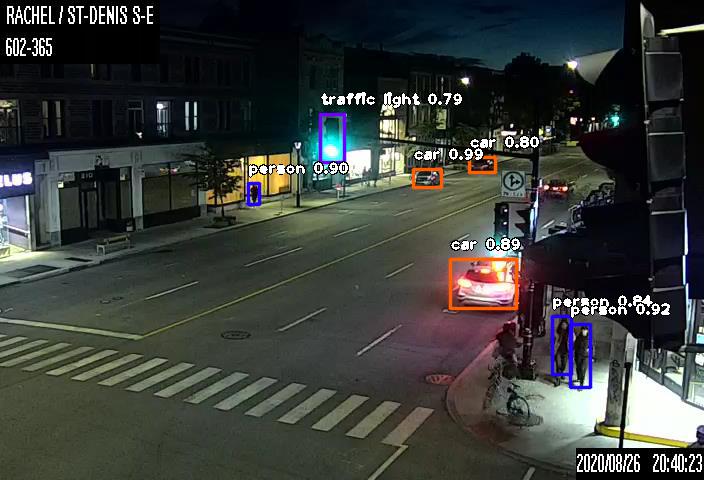 RACHEL / ST-DENIS S-E
602-365
traffic light 0.79
car 0.80
car 0.99
person 0.90
ELUS
car 0.89
person 0.84
person 0.92
2020/08/26 20:40:23